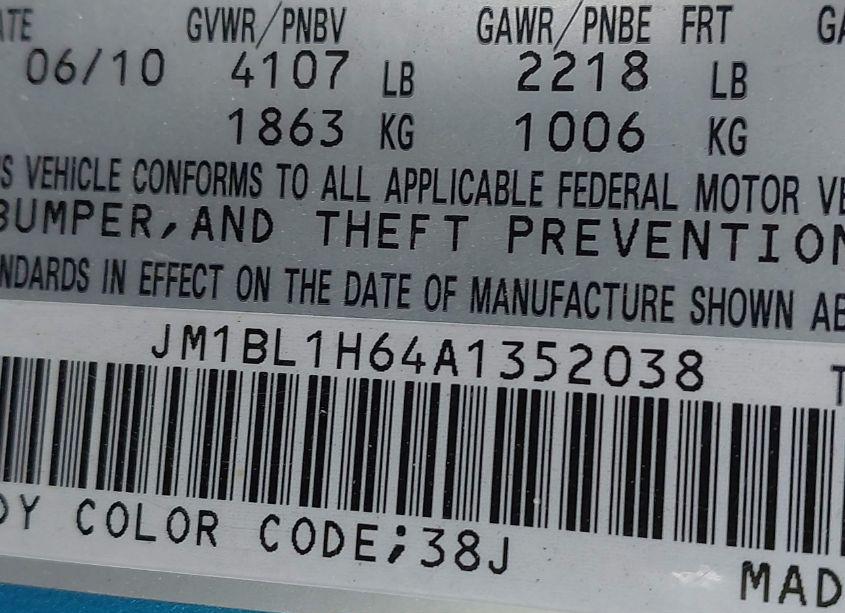 ATE GVWR/PNBV GAWR/PNBE FRT GA
06/10 4107 LB 2218 LB
1863 KG 1006 KG
S VEHICLE CONFORMS TO ALL APPLICABLE FEDERAL MOTOR VE
BUMPER, AND THEFT PREVENTION
NDARDS IN EFFECT ON THE DATE OF MANUFACTURE SHOWN AB
JM1BL1H64A1352038 T
DY COLOR CODE;38J
MAD